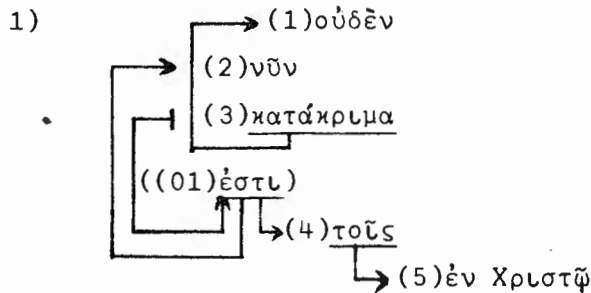 1)
(1)οὐδὲν
(2)νῦν
(3)κατάκριμα
((01)ἐστι)
(4)τοῖς
(5)ἐν Χριστῷ